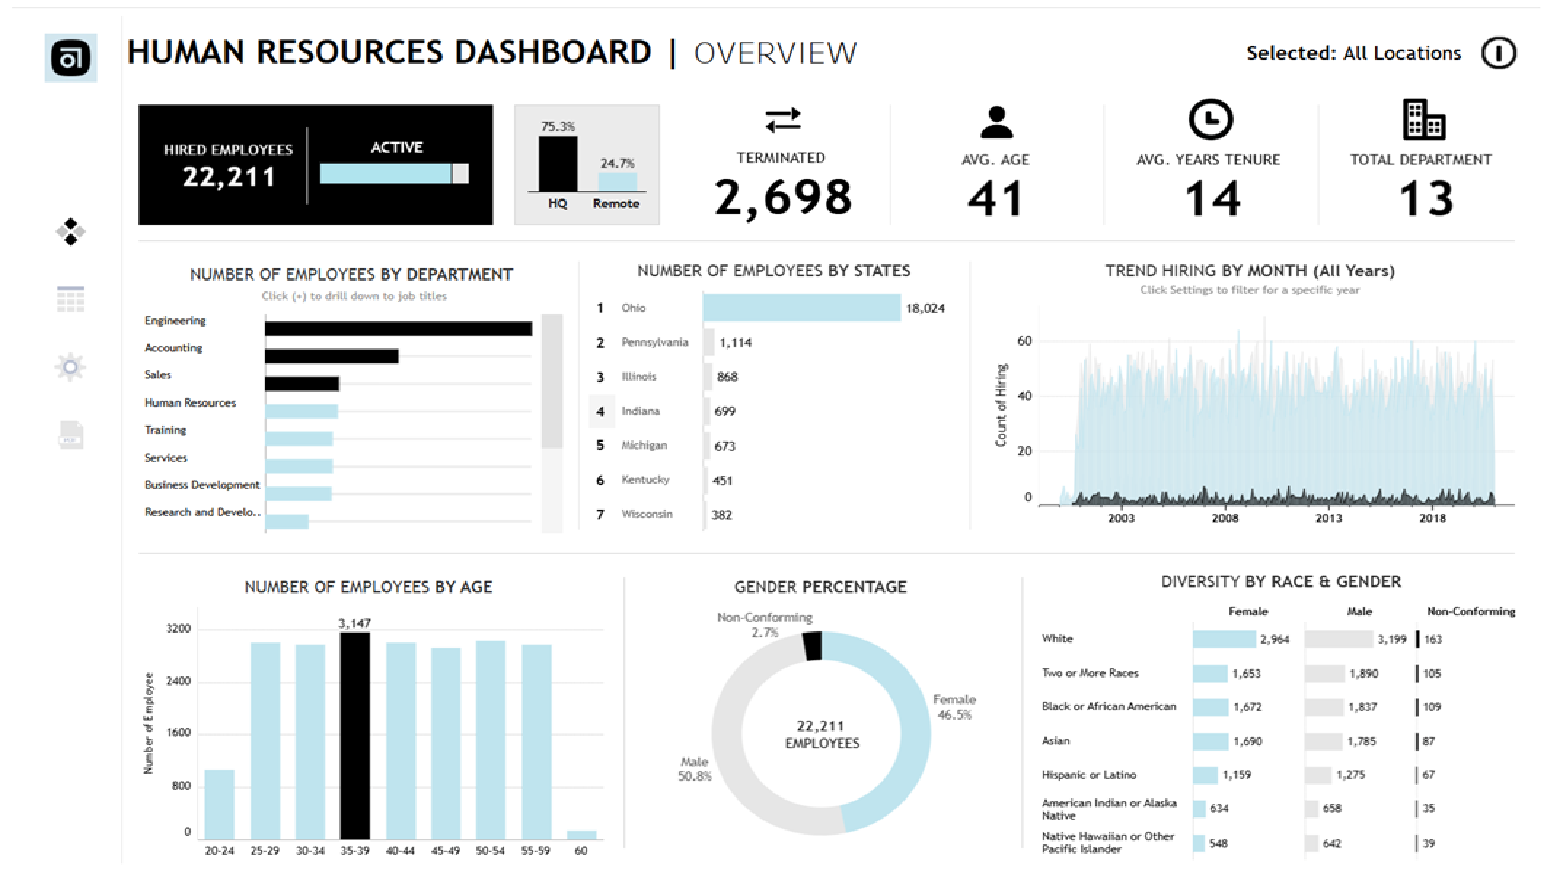 HUMAN RESOURCES DASHBOARD | OVERVIEW
Selected: All Locations
HIRED EMPLOYEES
22,211
ACTIVE
75.3%
24.7%
HQ Remote
TERMINATED
2,698
AVG. AGE
41
AVG. YEARS TENURE
14
TOTAL DEPARTMENT
13
NUMBER OF EMPLOYEES BY DEPARTMENT
Click (+) to drill down to job titles
Engineering
Accounting
Sales
Human Resources
Training
Services
Business Development
Research and Develo..
NUMBER OF EMPLOYEES BY STATES
1 Ohio 18,024
2 Pennsylvania 1,114
3 Illinois 868
4 Indiana 699
5 Michigan 673
6 Kentucky 451
7 Wisconsin 382
TREND HIRING BY MONTH (All Years)
Click Settings to filter for a specific year
Count of Hiring
60
40
20
0
2003 2008 2013 2018
NUMBER OF EMPLOYEES BY AGE
Number of Employee
3,147
3200
2400
1600
800
0
20-24 25-29 30-34 35-39 40-44 45-49 50-54 55-59 60
GENDER PERCENTAGE
Non-Conforming
2.7%
Female
46.5%
22,211
EMPLOYEES
Male
50.8%
DIVERSITY BY RACE & GENDER
Female Male Non-Conforming
White 2,964 3,199 163
Two or More Races 1,653 1,890 105
Black or African American 1,672 1,837 109
Asian 1,690 1,785 87
Hispanic or Latino 1,159 1,275 67
American Indian or Alaska
Native 634 658 35
Native Hawaiian or Other
Pacific Islander 548 642 39
PDF